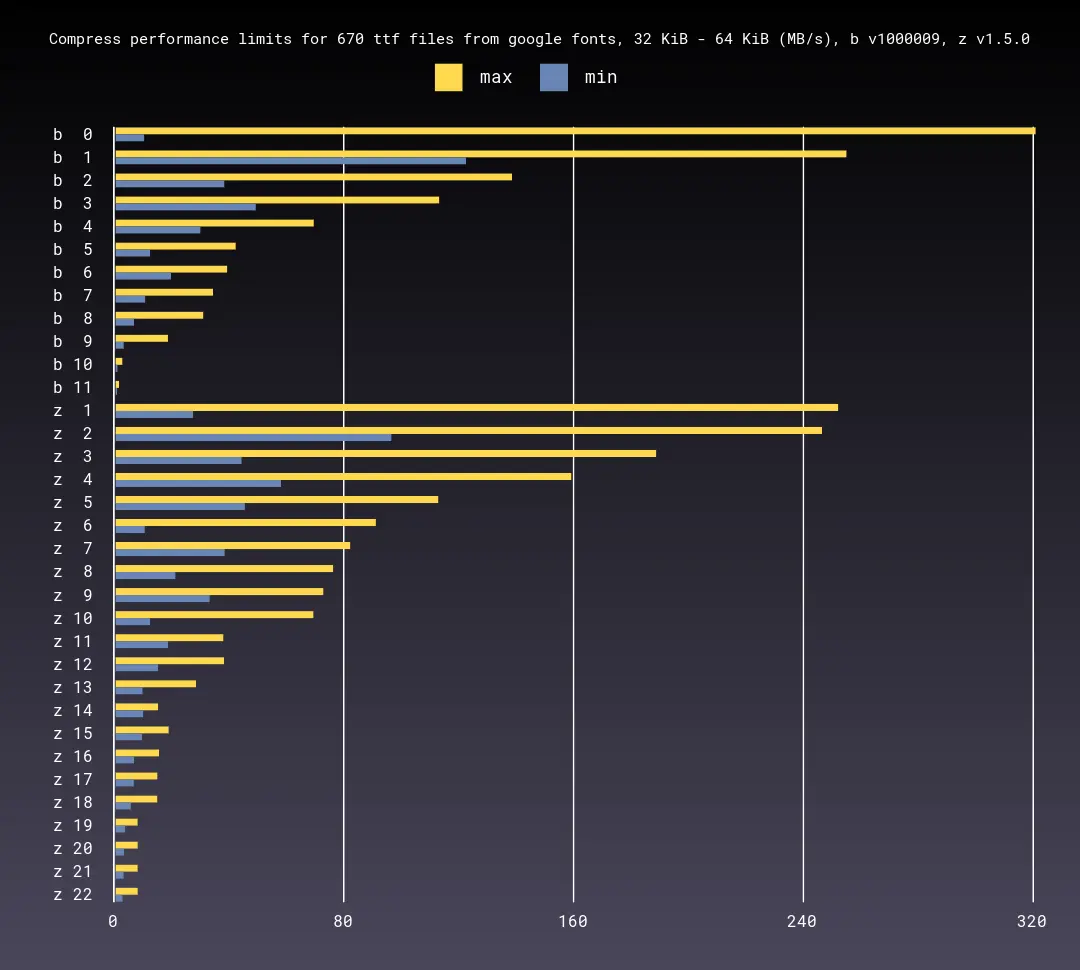 Compress performance limits for 670 ttf files from google fonts, 32 KiB - 64 KiB (MB/s), b v1000009, z v1.5.0
max min
b 0
b 1
b 2
b 3
b 4
b 5
b 6
b 7
b 8
b 9
b 10
b 11
z 1
z 2
z 3
z 4
z 5
z 6
z 7
z 8
z 9
z 10
z 11
z 12
z 13
z 14
z 15
z 16
z 17
z 18
z 19
z 20
z 21
z 22
0 80 160 240 320